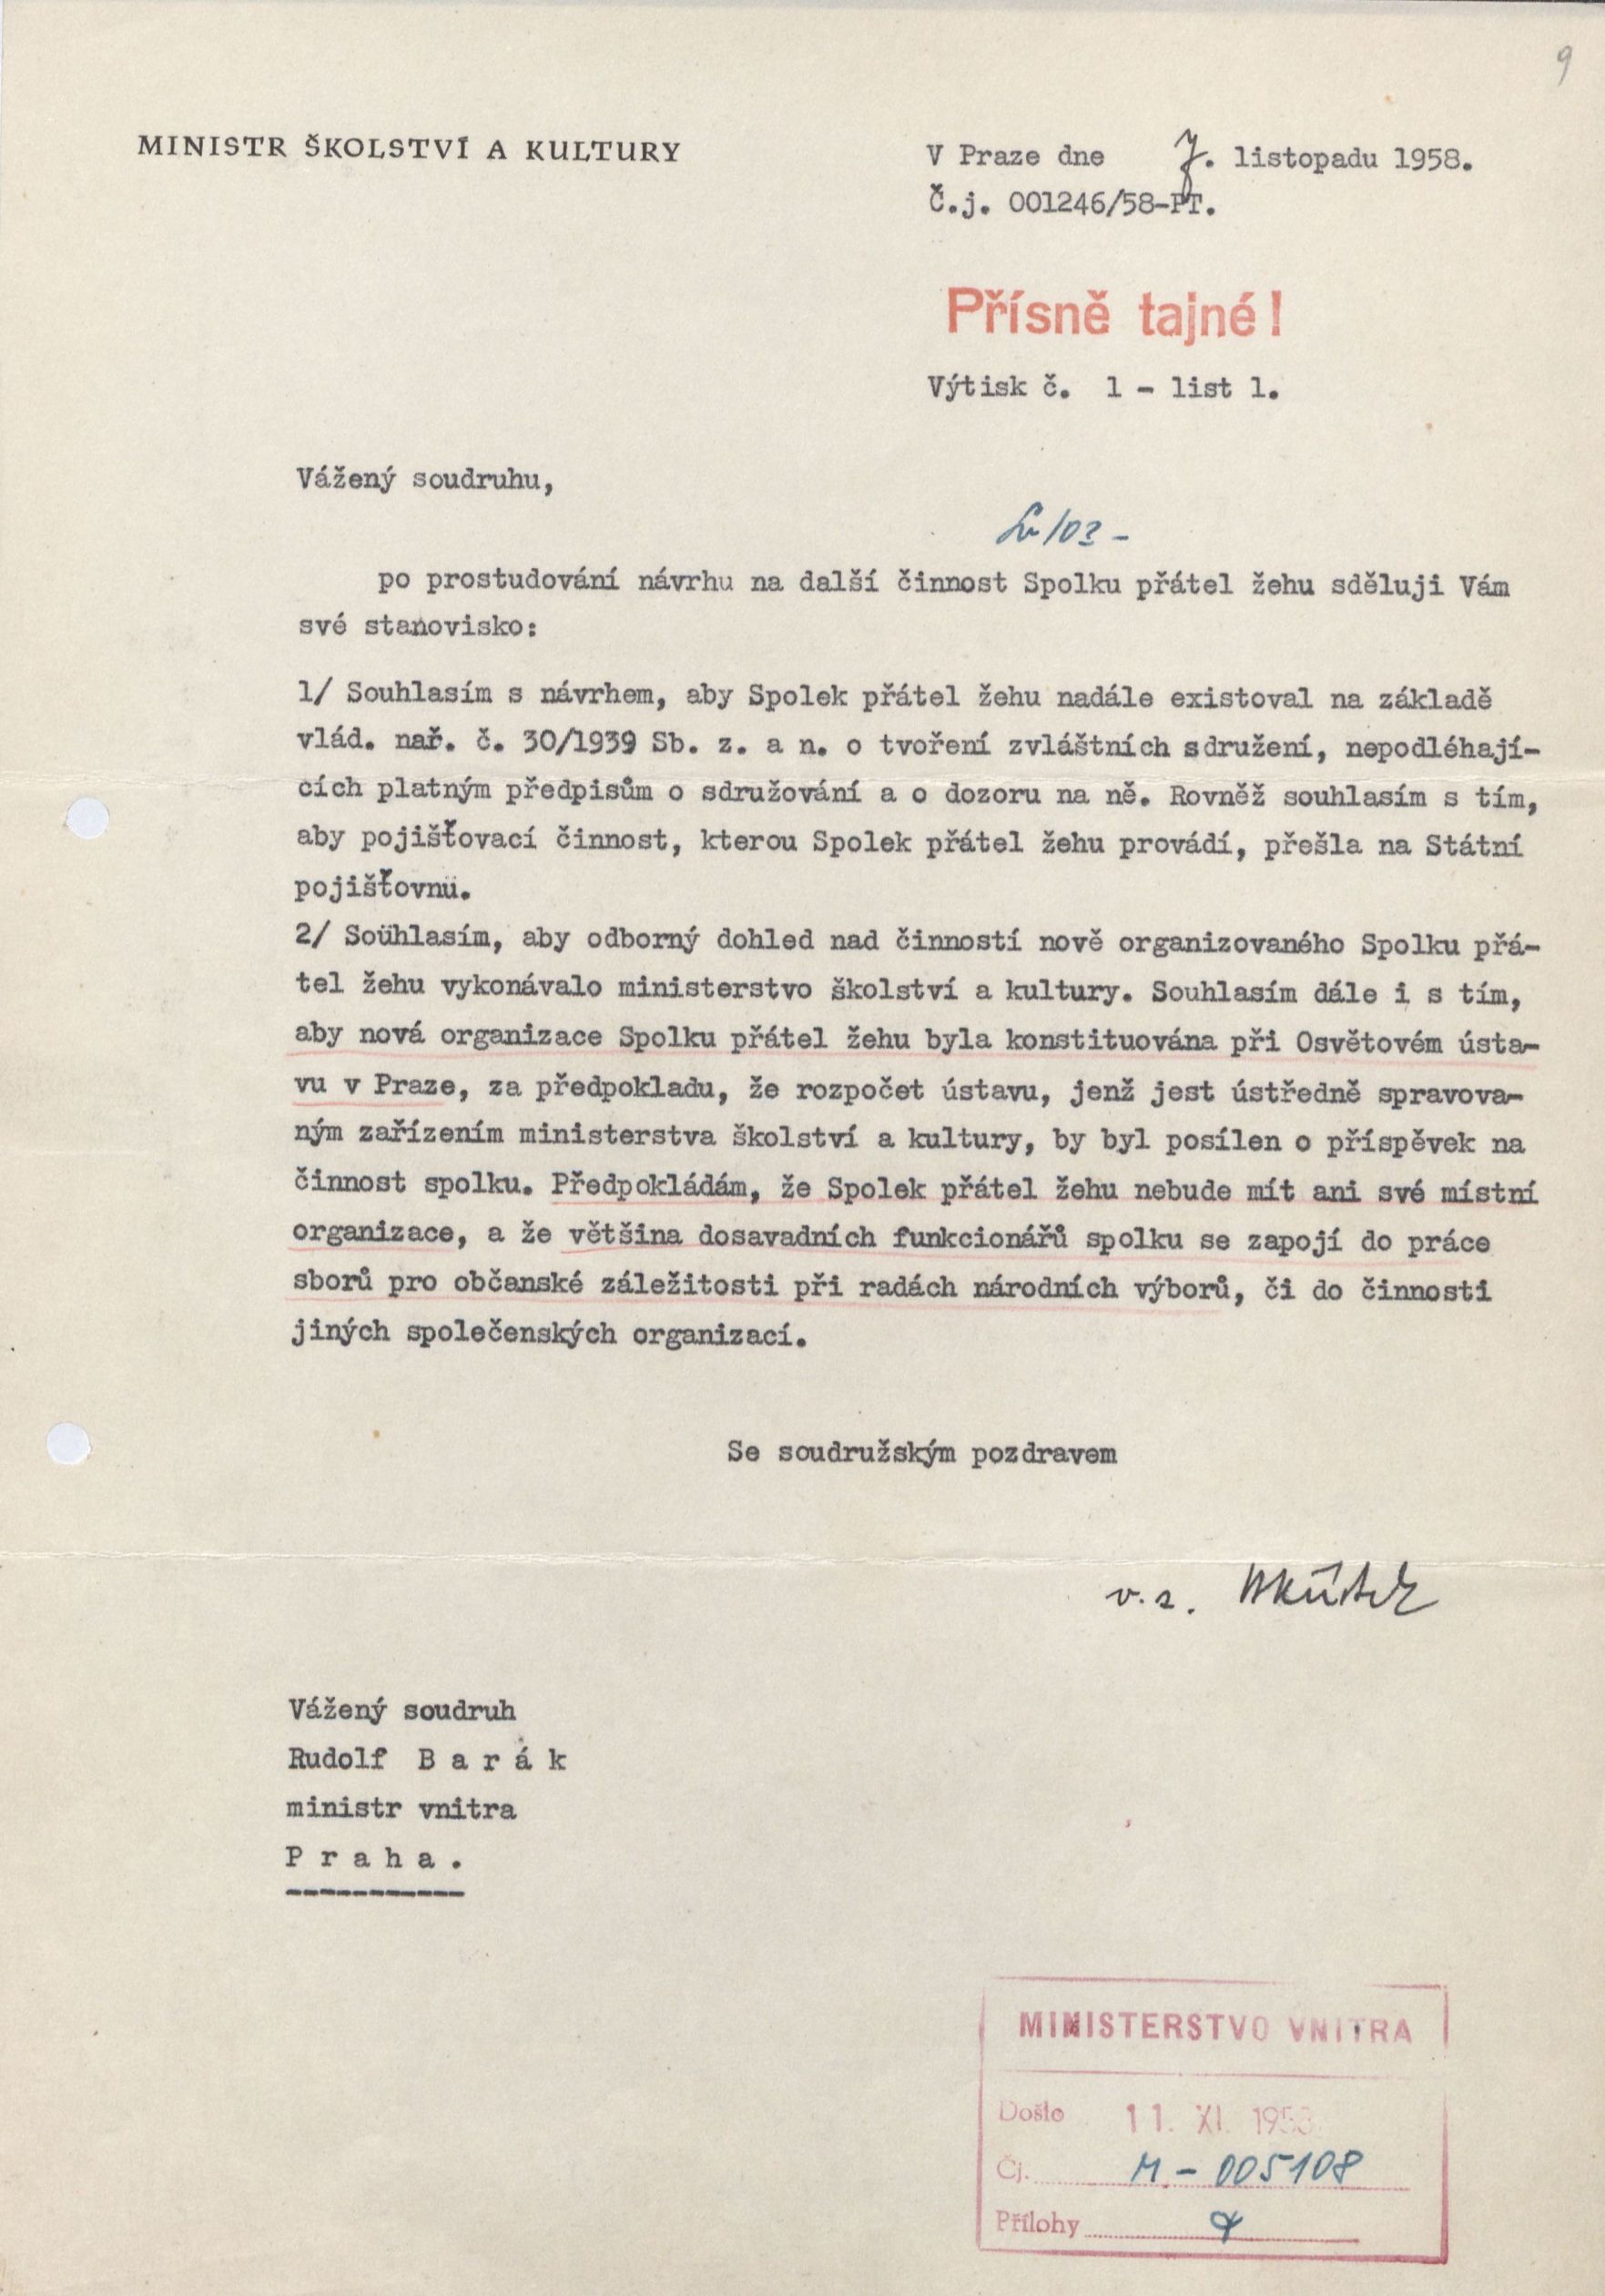 9
MINISTR ŠKOLSTVÍ A KULTURY
V Praze dne 7. listopadu 1958.
Č.j. 001246/58-PT.
Přísně tajné!
Výtisk č. 1 - list 1.
Vážený soudruhu,
/03 -
po prostudování návrhu na další činnost Spolku přátel žehu sděluji Vám
své stanovisko:
1/ Souhlasím s návrhem, aby Spolek přátel žehu nadále existoval na základě
vlád. nař. č. 30/1939 Sb. z. a n. o tvoření zvláštních sdružení, nepodléhají-
cích platným předpisům o sdružování a o dozoru na ně. Rovněž souhlasím s tím,
aby pojišťovací činnost, kterou Spolek přátel žehu provádí, přešla na Státní
pojišťovnu.
2/ Souhlasím, aby odborný dohled nad činností nově organizovaného Spolku přá-
tel žehu vykonávalo ministerstvo školství a kultury. Souhlasím dále i s tím,
aby nová organizace Spolku přátel žehu byla konstituována při Osvětovém ústa-
vu v Praze, za předpokladu, že rozpočet ústavu, jenž jest ústředně spravova-
ným zařízením ministerstva školství a kultury, by byl posílen o příspěvek na
činnost spolku. Předpokládám, že Spolek přátel žehu nebude mít ani své místní
organizace, a že většina dosavadních funkcionářů spolku se zapojí do práce
sborů pro občanské záležitosti při radách národních výborů, či do činnosti
jiných společenských organizací.
Se soudružským pozdravem
v.z.
Vážený soudruh
Rudolf B a r á k
ministr vnitra
P r a h a .
MINISTERSTVO VNITRA
Došlo 11. XI. 1958
Čj. M - 005108
Přílohy